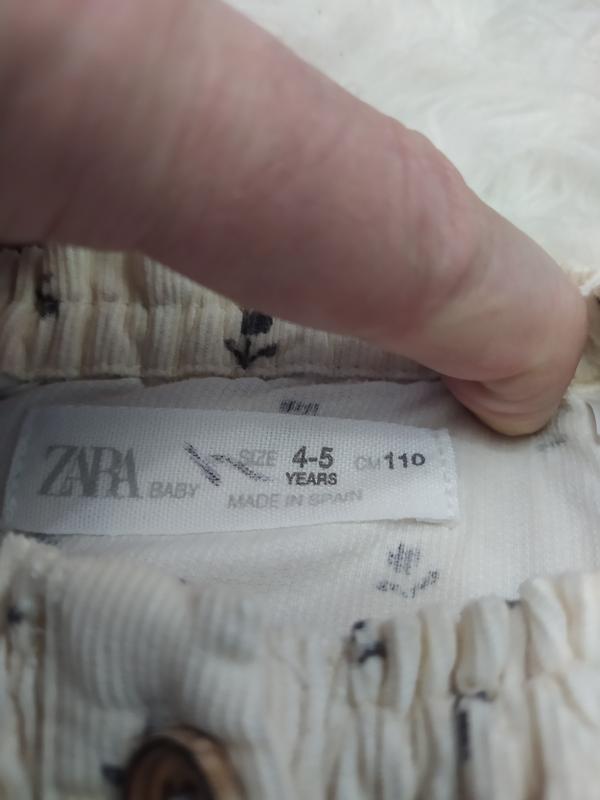 ZARA BABY SIZE 4-5 CM 110
YEARS
MADE IN SPAIN